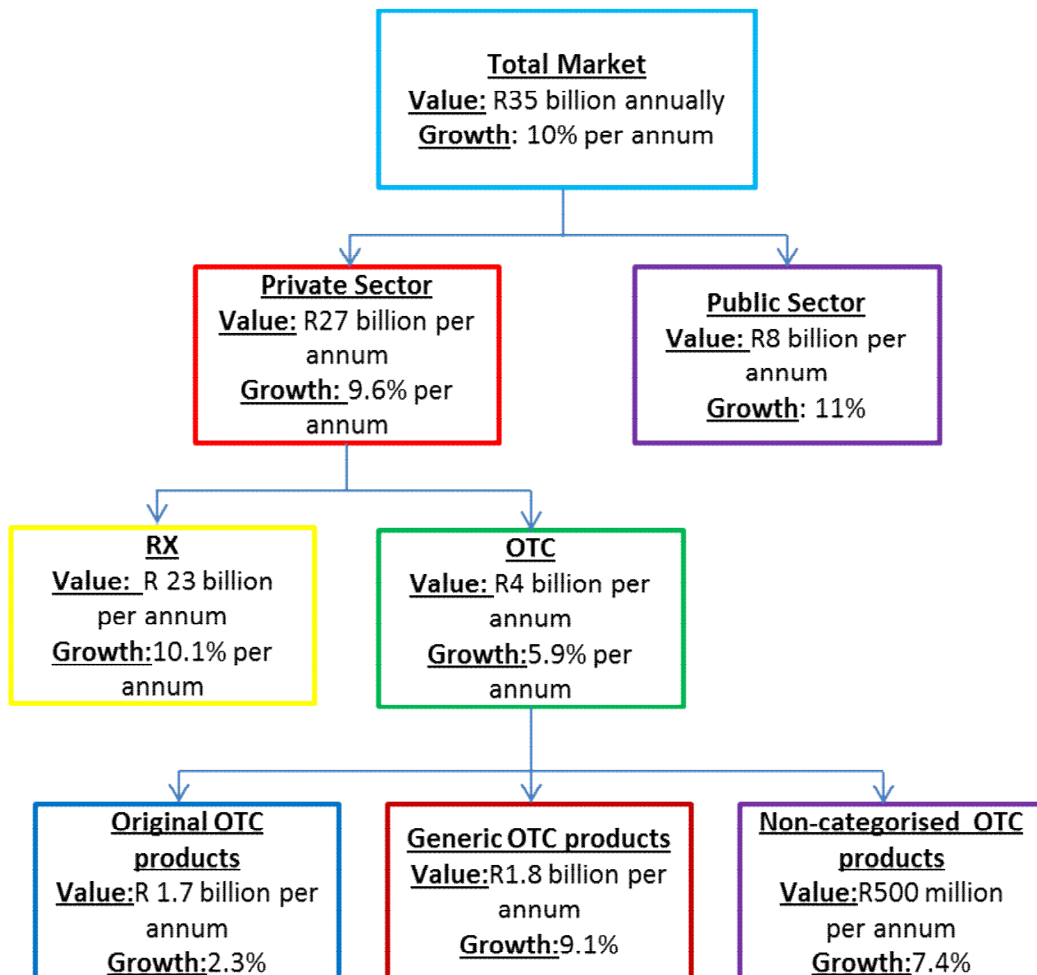 Total Market
Value: R35 billion annually
Growth: 10% per annum
Private Sector
Value: R27 billion per
annum
Growth: 9.6% per
annum
Public Sector
Value: R8 billion per
annum
Growth: 11%
RX
Value: R 23 billion
per annum
Growth:10.1% per
annum
OTC
Value: R4 billion per
annum
Growth:5.9% per
annum
Original OTC
products
Value:R 1.7 billion per
annum
Growth:2.3%
Generic OTC products
Value:R1.8 billion per
annum
Growth:9.1%
Non-categorised OTC
products
Value:R500 million
per annum
Growth:7.4%